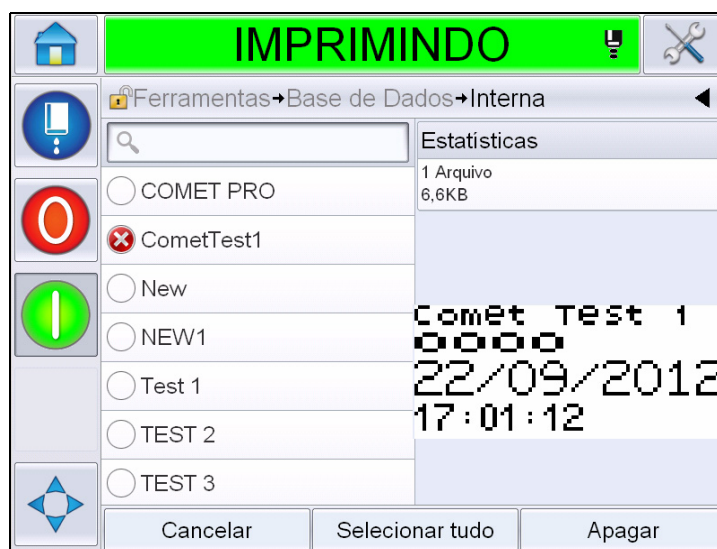 IMPRIMINDO
Ferramentas→Base de Dados→Interna
Estatísticas
1 Arquivo
6,6KB
COMET PRO
CometTest1
New
NEW1
Test 1
TEST 2
TEST 3
Comet Test 1
0000
22/09/2012
17:01:12
Cancelar
Selecionar tudo
Apagar